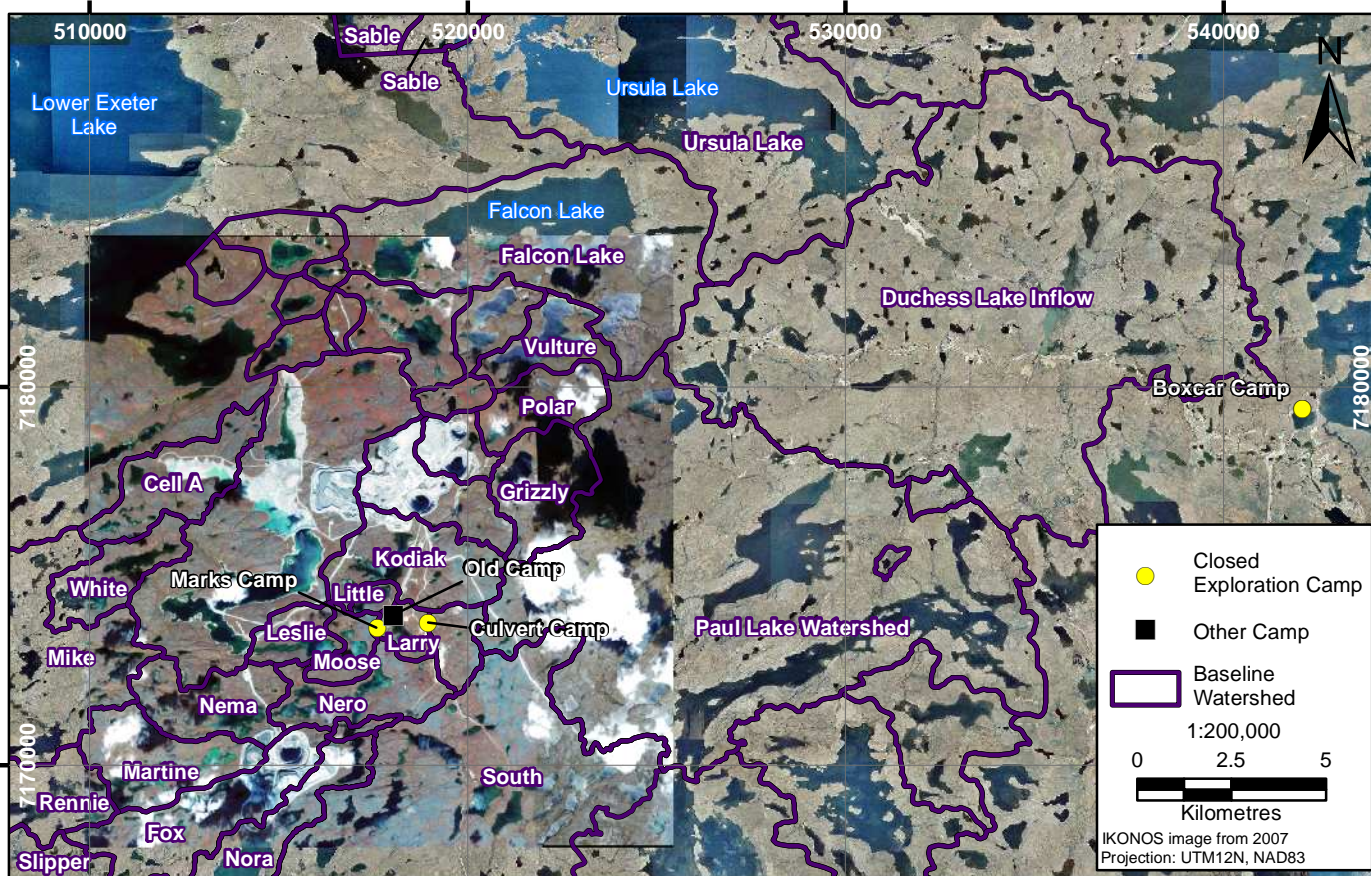 510000
520000
530000
540000
N
Sable
Sable
Lower Exeter
Lake
Ursula Lake
Ursula Lake
Falcon Lake
Falcon Lake
Duchess Lake Inflow
Vulture
7180000
7180000
Boxcar Camp
Polar
Cell A
Grizzly
Kodiak
Old Camp
Marks Camp
White
Little
Culvert Camp
Leslie
Larry
Paul Lake Watershed
Mike
Moose
Nema
Nero
7170000
Martine
South
Rennie
Fox
Nora
Slipper
Closed
Exploration Camp
Other Camp
Baseline
Watershed
1:200,000
0 2.5 5
Kilometres
IKONOS image from 2007
Projection: UTM12N, NAD83